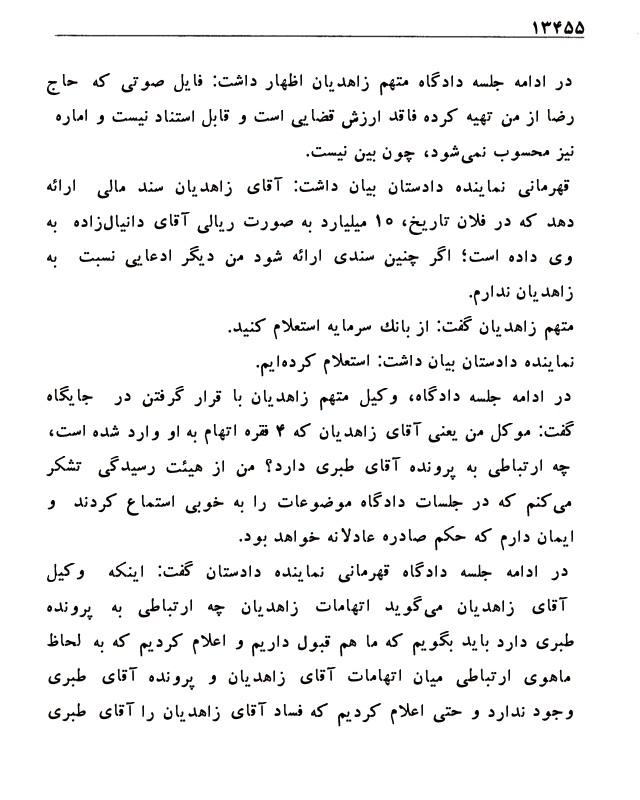 ۱۳۴۵۵
در ادامه جلسه دادگاه متهم زاهدیان اظهار داشت: فایل صوتی که حاج
رضا از من تهیه کرده فاقد ارزش قضایی است و قابل استناد نیست و اماره
نیز محسوب نمی‌شود، چون بین نیست.
قهرمانی نماینده دادستان بیان داشت: آقای زاهدیان سند مالی ارائه
دهد که در فلان تاریخ، ۱۵ میلیارد به صورت ریالی آقای دانیال‌زاده به
وی داده است؛ اگر چنین سندی ارائه شود من دیگر ادعایی نسبت به
زاهدیان ندارم.
متهم زاهدیان گفت: از بانك سرمایه استعلام کنید.
نماینده دادستان بیان داشت: استعلام کرده‌ایم.
در ادامه جلسه دادگاه، وکیل متهم زاهدیان با قرار گرفتن در جایگاه
گفت: موکل من یعنی آقای زاهدیان که ۴ فقره اتهام به او وارد شده است،
چه ارتباطی به پرونده آقای طبری دارد؟ من از هیئت رسیدگی تشکر
می‌کنم که در جلسات دادگاه موضوعات را به خوبی استماع کردند و
ایمان دارم که حکم صادره عادلانه خواهد بود.
در ادامه جلسه دادگاه قهرمانی نماینده دادستان گفت: اینکه وکیل
آقای زاهدیان می‌گوید اتهامات زاهدیان چه ارتباطی به پرونده
طبری دارد باید بگویم که ما هم قبول داریم و اعلام کردیم که به لحاظ
ماهوی ارتباطی میان اتهامات آقای زاهدیان و پرونده آقای طبری
وجود ندارد و حتی اعلام کردیم که فساد آقای زاهدیان را آقای طبری